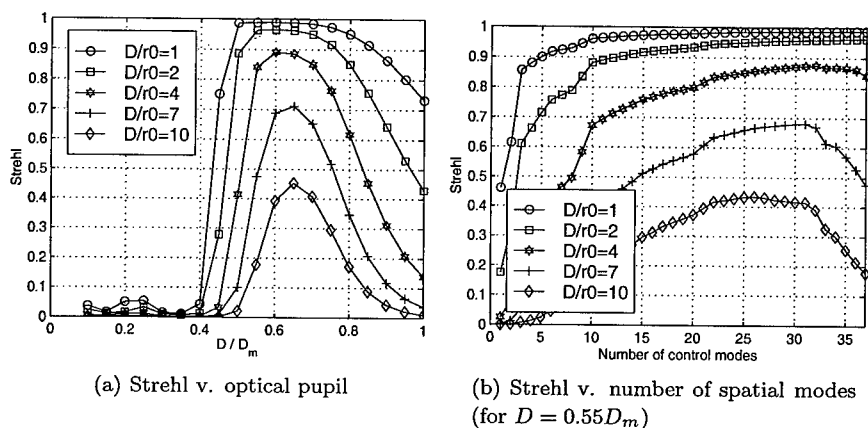 1
0.9
0.8
0.7
0.6
0.5
0.4
0.3
0.2
0.1
0
Strehl
D/r0=1
D/r0=2
D/r0=4
D/r0=7
D/r0=10
0 0.2 0.4 0.6 0.8 1.0
D / D_m
(a) Strehl v. optical pupil
1
0.9
0.8
0.7
0.6
0.5
0.4
0.3
0.2
0.1
0
Strehl
D/r0=1
D/r0=2
D/r0=4
D/r0=7
D/r0=10
0 5 10 15 20 25 30 35
Number of control modes
(b) Strehl v. number of spatial modes
(for D = 0.55D_m)